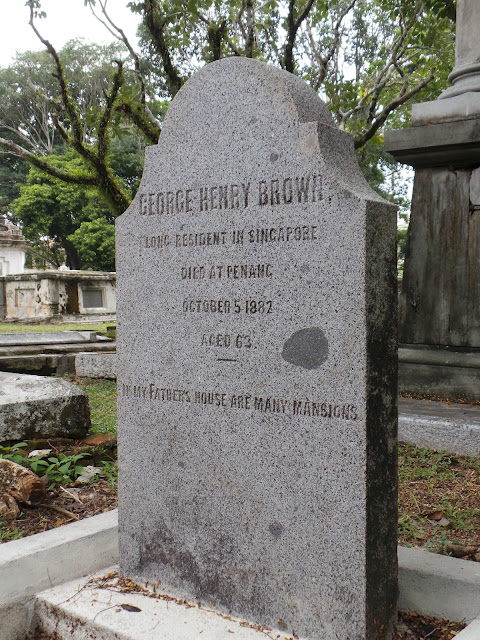 GEORGE HENRY BROWN
LONG RESIDENT IN SINGAPORE
DIED AT PENANG
OCTOBER 5 1882
AGED 63
IN MY FATHERS HOUSE ARE MANY MANSIONS